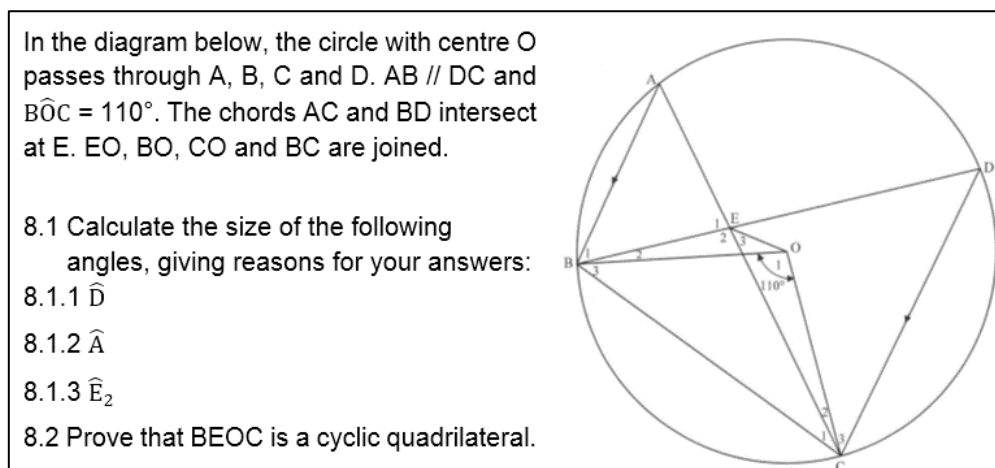 In the diagram below, the circle with centre O
passes through A, B, C and D. AB // DC and
BÔC = 110°. The chords AC and BD intersect
at E. EO, BO, CO and BC are joined.
8.1 Calculate the size of the following
angles, giving reasons for your answers:
8.1.1 D̂
8.1.2 Â
8.1.3 Ê₂
8.2 Prove that BEOC is a cyclic quadrilateral.
A
D
1 E
2 3
O
1
B 1 2
3
110°
2
1 3
C